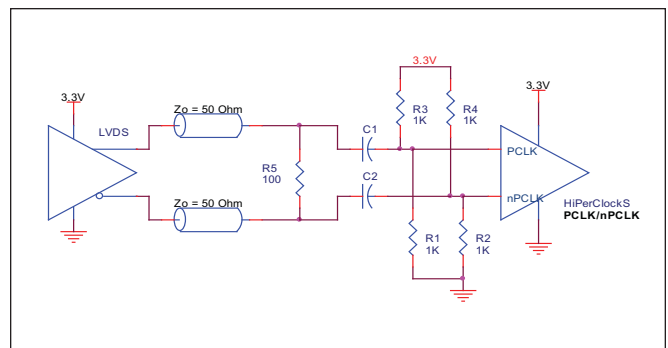 3.3V
3.3V
3.3V
LVDS
Zo = 50 Ohm
R3
1K
R4
1K
C1
R5
100
PCLK
C2
nPCLK
Zo = 50 Ohm
HiPerClockS
PCLK/nPCLK
R1
1K
R2
1K